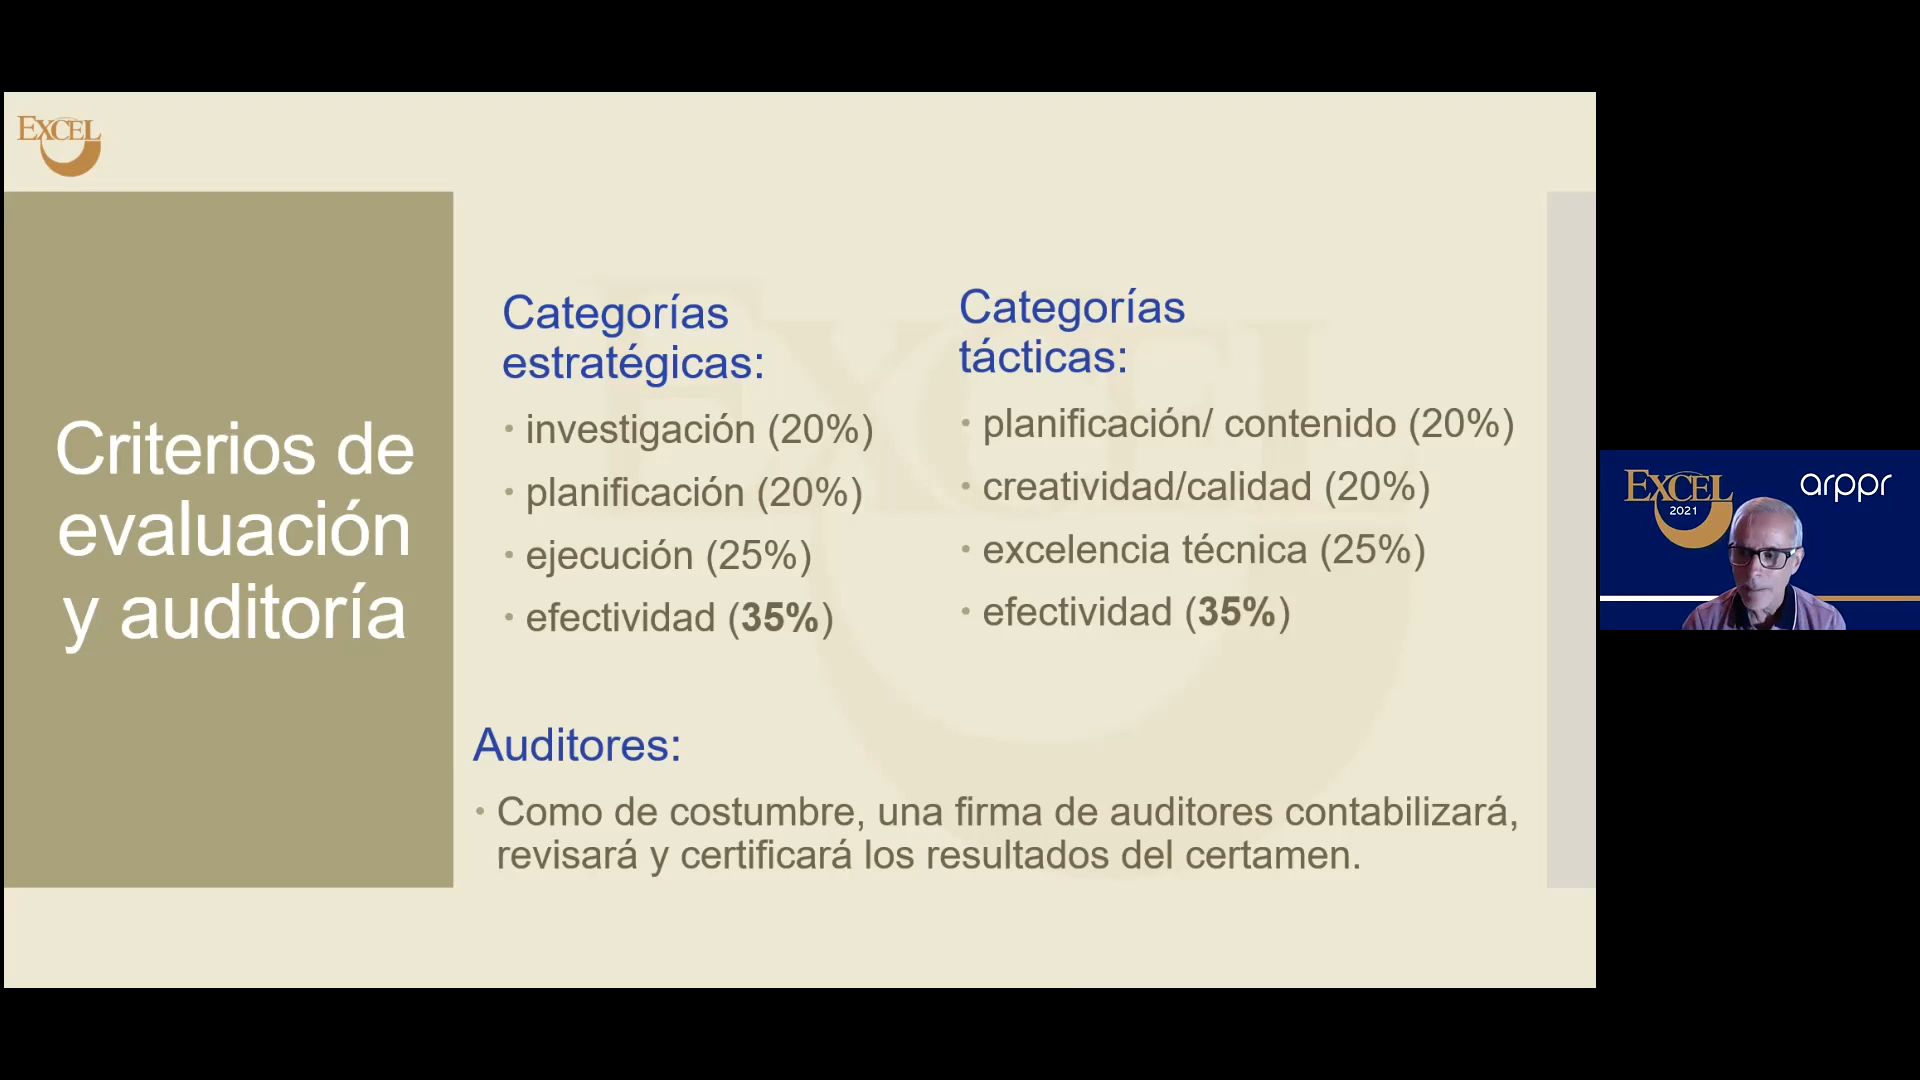 EXCEL
Criterios de
evaluación
y auditoría
Categorías
estratégicas:
· investigación (20%)
· planificación (20%)
· ejecución (25%)
· efectividad (35%)
Categorías
tácticas:
· planificación/ contenido (20%)
· creatividad/calidad (20%)
· excelencia técnica (25%)
· efectividad (35%)
Auditores:
· Como de costumbre, una firma de auditores contabilizará,
revisará y certificará los resultados del certamen.
EXCEL
2021
arppr